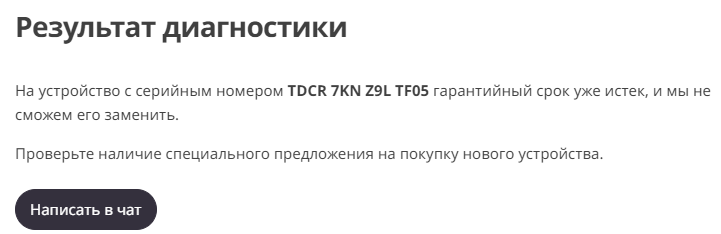 Результат диагностики
На устройство с серийным номером TDCR 7KN Z9L TF05 гарантийный срок уже истек, и мы не
сможем его заменить.
Проверьте наличие специального предложения на покупку нового устройства.
Написать в чат